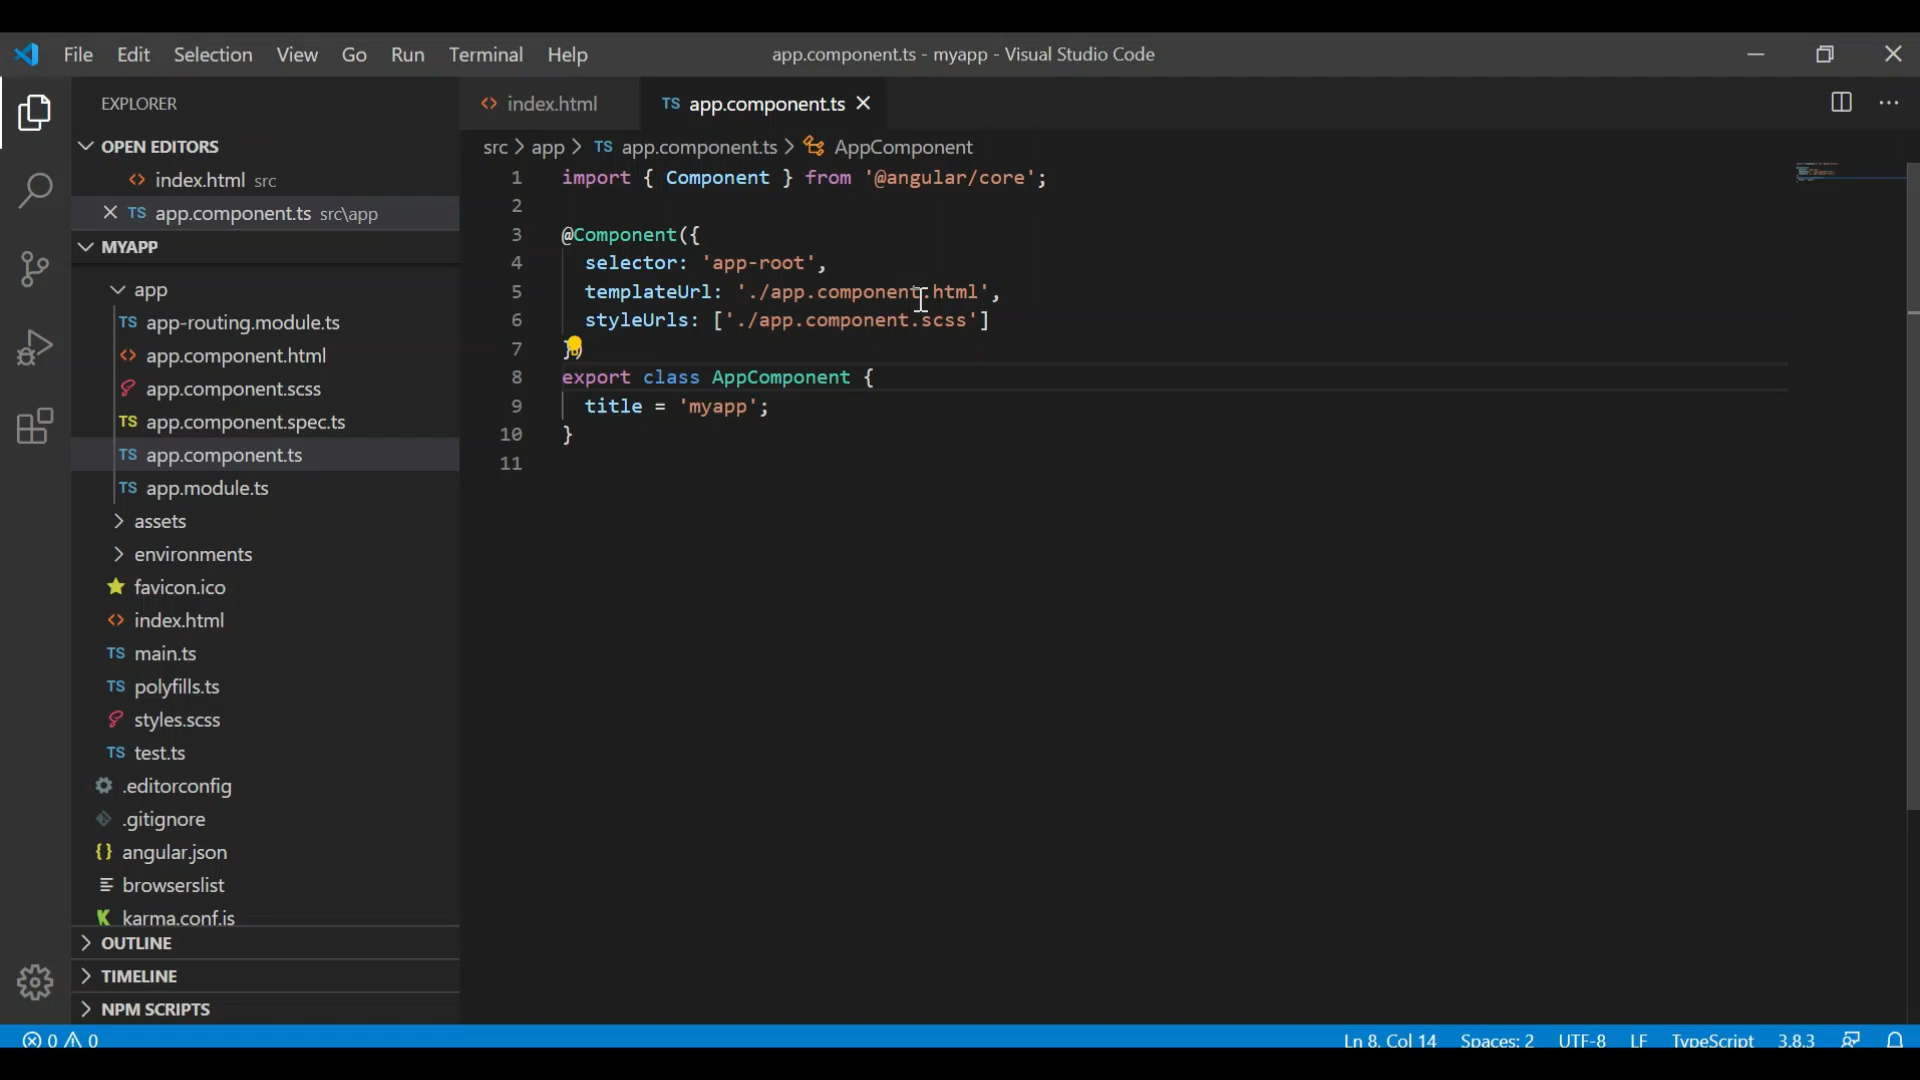 File Edit Selection View Go Run Terminal Help app.component.ts - myapp - Visual Studio Code
EXPLORER
OPEN EDITORS
index.html src
app.component.ts src\app
MYAPP
app
TS app-routing.module.ts
app.component.html
app.component.scss
TS app.component.spec.ts
TS app.component.ts
TS app.module.ts
assets
environments
favicon.ico
index.html
TS main.ts
TS polyfills.ts
styles.scss
TS test.ts
.editorconfig
.gitignore
{} angular.json
browserslist
karma.conf.js
OUTLINE
TIMELINE
NPM SCRIPTS
index.html TS app.component.ts
src > app > TS app.component.ts > AppComponent
1 import { Component } from '@angular/core';
2
3 @Component({
4 selector: 'app-root',
5 templateUrl: './app.component.html',
6 styleUrls: ['./app.component.scss']
7 })
8 export class AppComponent {
9 title = 'myapp';
10 }
11
0 0 Ln 8, Col 14 Spaces: 2 UTF-8 LF TypeScript 3.8.3